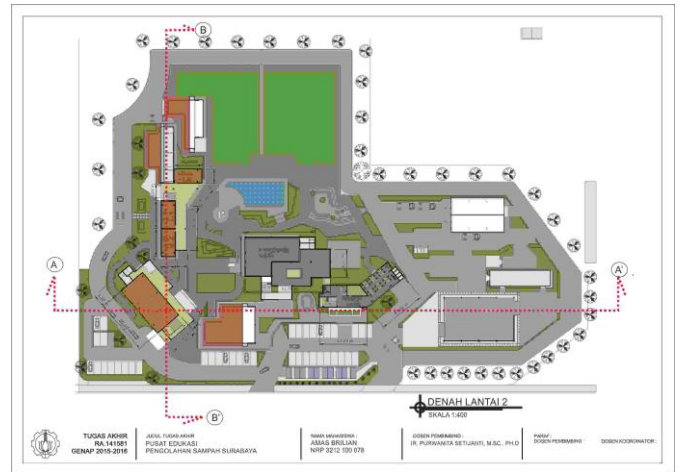 B
A
A'
B'
DENAH LANTAI 2
SKALA 1:400
TUGAS AKHIR
RA.141581
GENAP 2015-2016
JUDUL TUGAS AKHIR
PUSAT EDUKASI
PENGOLAHAN SAMPAH SURABAYA
NAMA MAHASISWA :
AMAS BRILIAN
NRP 3212 100 078
DOSEN PEMBIMBING :
IR. PURWANITA SETIJANTI, M.SC., PH.D
PARAF :
DOSEN PEMBIMBING :
DOSEN KOORDINATOR :